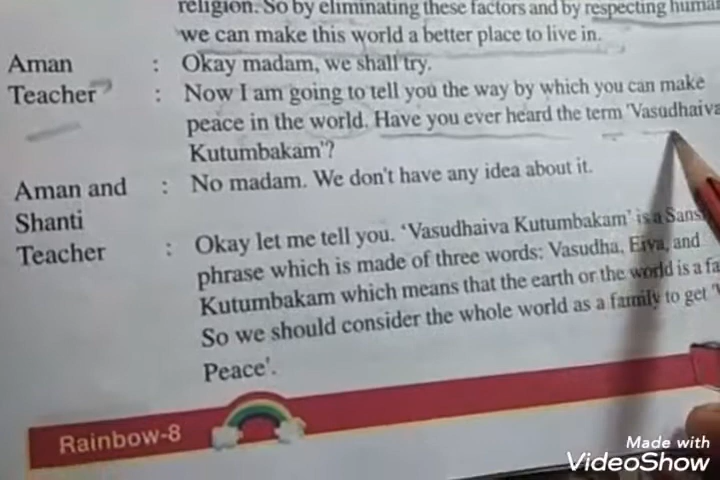 religion. So by eliminating these factors and by respecting human
we can make this world a better place to live in.
Aman : Okay madam, we shall try.
Teacher : Now I am going to tell you the way by which you can make
peace in the world. Have you ever heard the term 'Vasudhaiva
Kutumbakam'?
Aman and : No madam. We don't have any idea about it.
Shanti
Teacher : Okay let me tell you. 'Vasudhaiva Kutumbakam' is a
phrase which is made of three words: Vasudha, Eiva, and
Kutumbakam which means that the earth or the world is a
So we should consider the whole world as a family to get
Peace'.
Rainbow-8
Made with
VideoShow